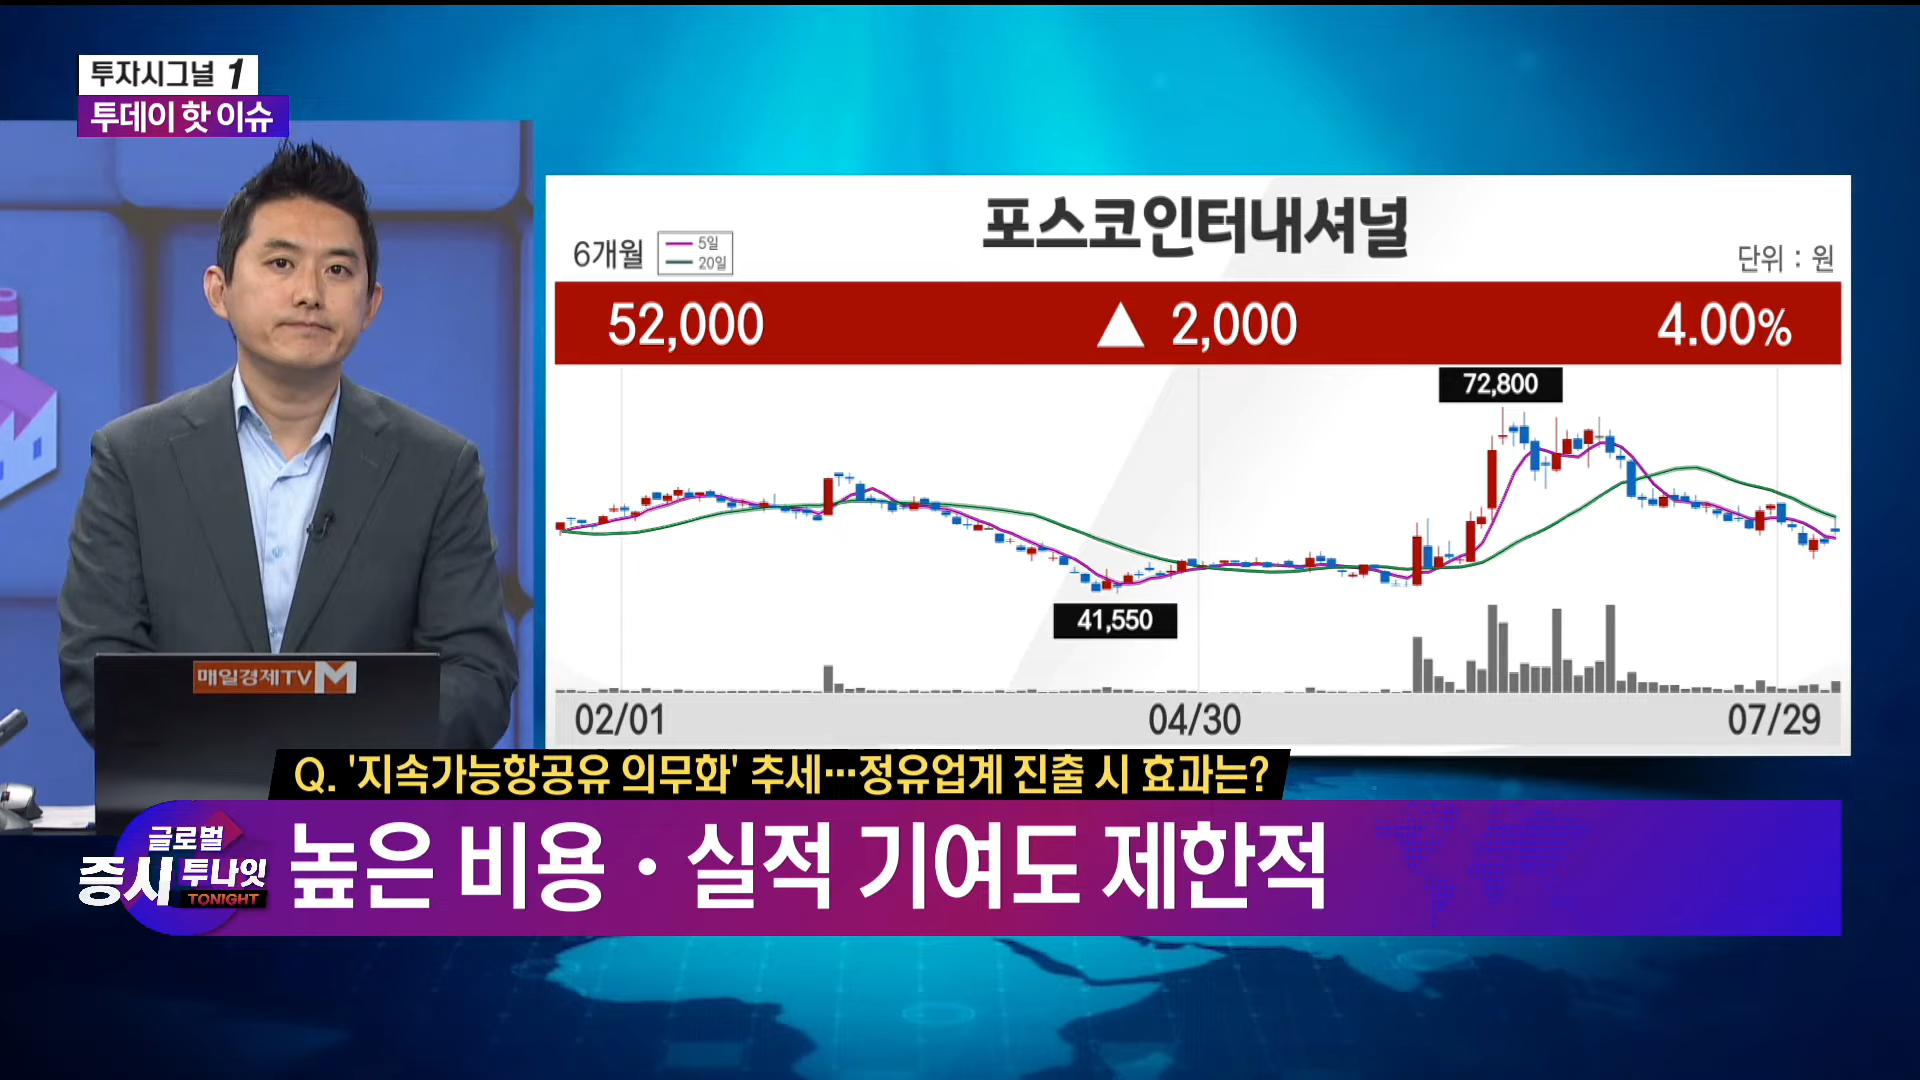 투자시그널 1
투데이 핫 이슈
포스코인터내셔널
6개월
5일
20일
단위 : 원
52,000 ▲ 2,000 4.00%
72,800
41,550
02/01 04/30 07/29
매일경제TV M
Q. '지속가능항공유 의무화' 추세…정유업계 진출 시 효과는?
글로벌
증시 투나잇
TONIGHT
높은 비용・실적 기여도 제한적